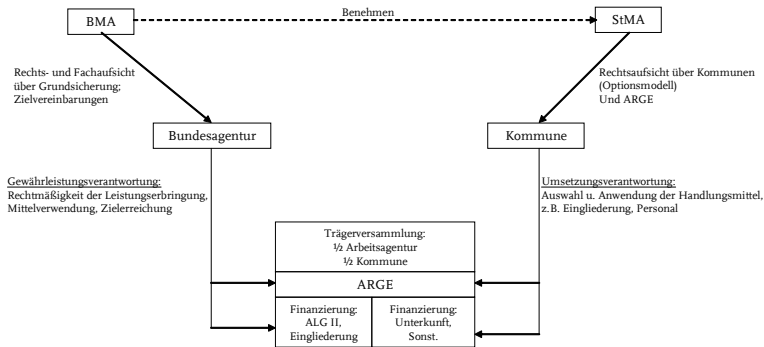 Benehmen
BMA
StMA
Rechts- und Fachaufsicht
über Grundsicherung;
Zielvereinbarungen
Rechtsaufsicht über Kommunen
(Optionsmodell)
Und ARGE
Bundesagentur
Kommune
Gewährleistungsverantwortung:
Rechtmäßigkeit der Leistungserbringung,
Mittelverwendung, Zielerreichung
Umsetzungsverantwortung:
Auswahl u. Anwendung der Handlungsmittel,
z.B. Eingliederung, Personal
Trägerversammlung:
½ Arbeitsagentur
½ Kommune
ARGE
Finanzierung:
ALG II,
Eingliederung
Finanzierung:
Unterkunft,
Sonst.